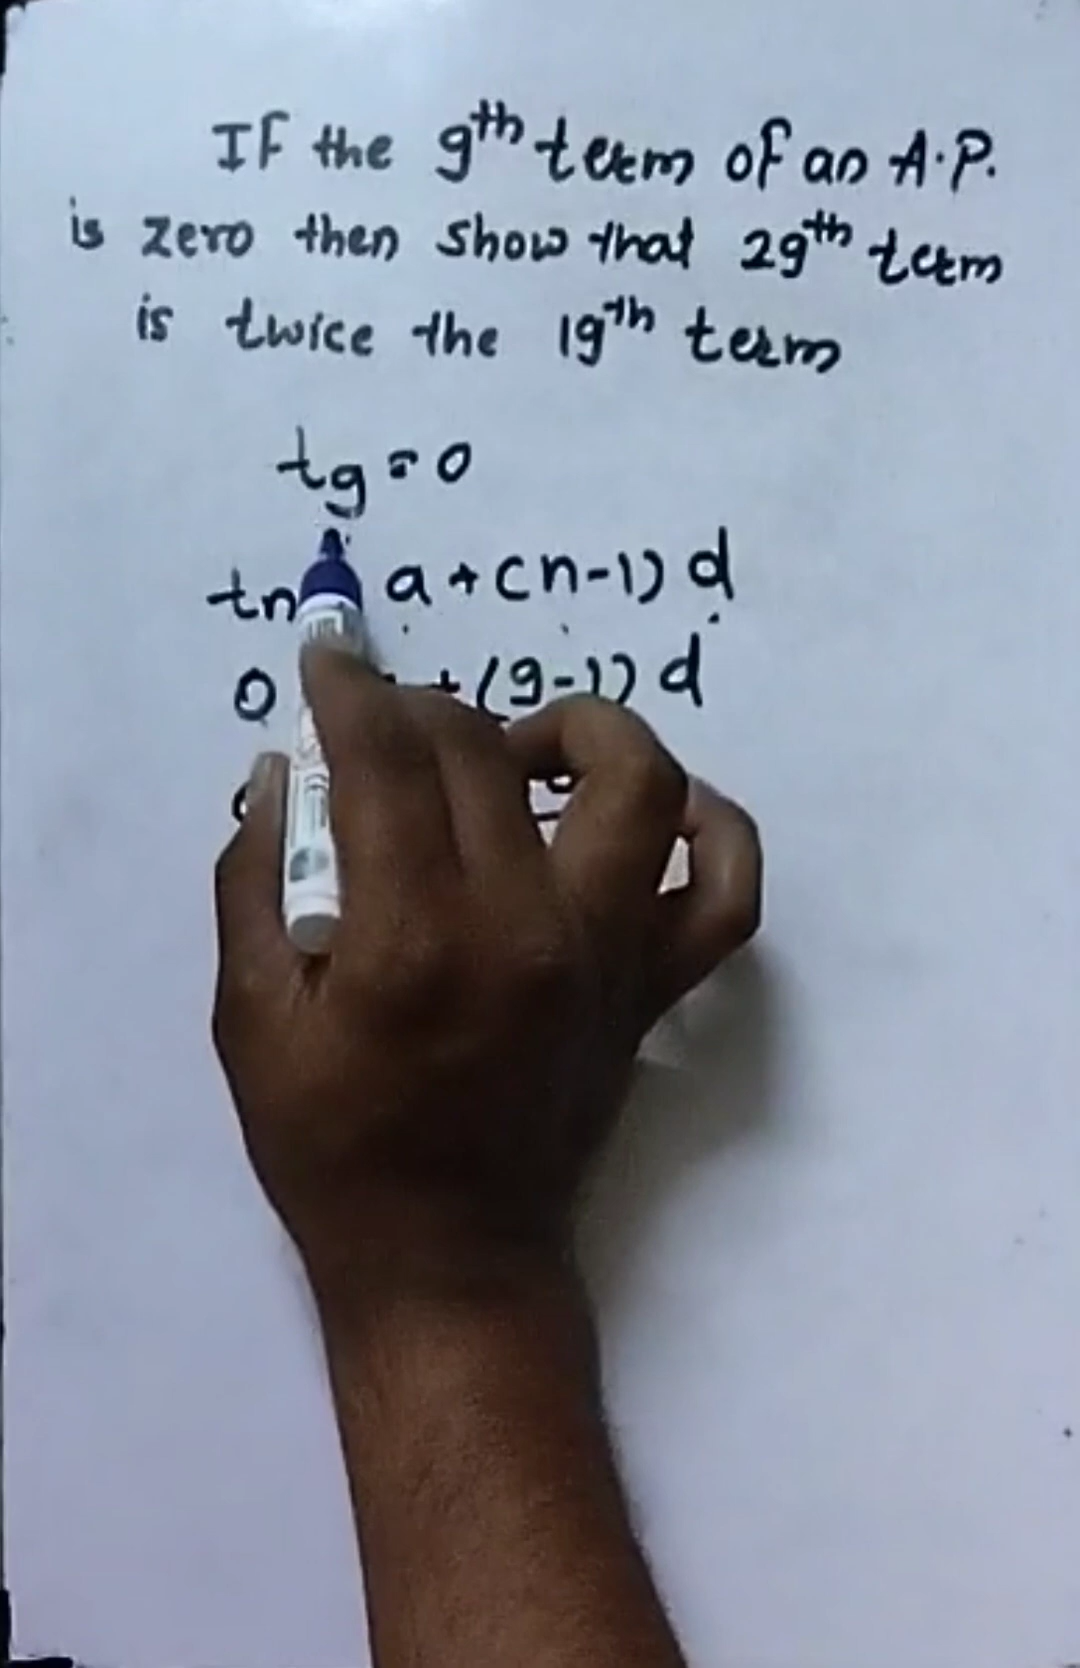 If the 9th term of an A.P.
is zero then show that 29th term
is twice the 19th term
t9 = 0
tn a + (n-1) d
0 + (9-1) d